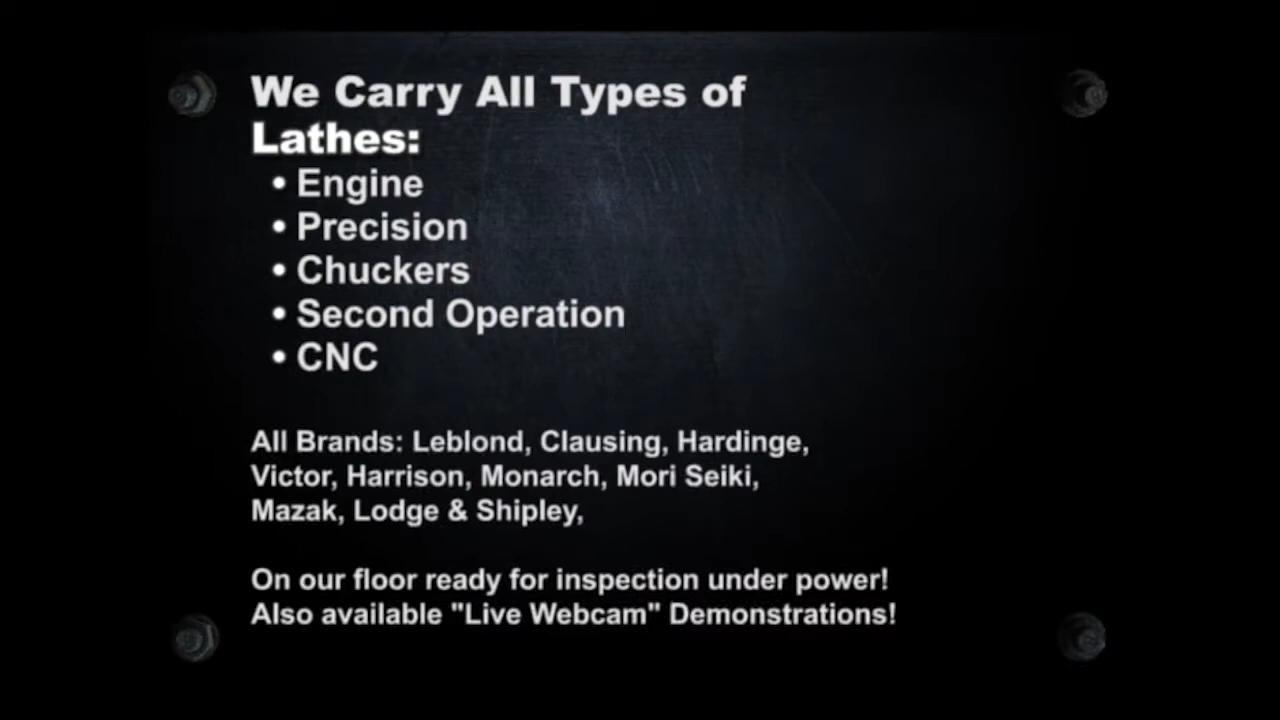 We Carry All Types of
Lathes:
• Engine
• Precision
• Chuckers
• Second Operation
• CNC
All Brands: Leblond, Clausing, Hardinge,
Victor, Harrison, Monarch, Mori Seiki,
Mazak, Lodge & Shipley,
On our floor ready for inspection under power!
Also available "Live Webcam" Demonstrations!